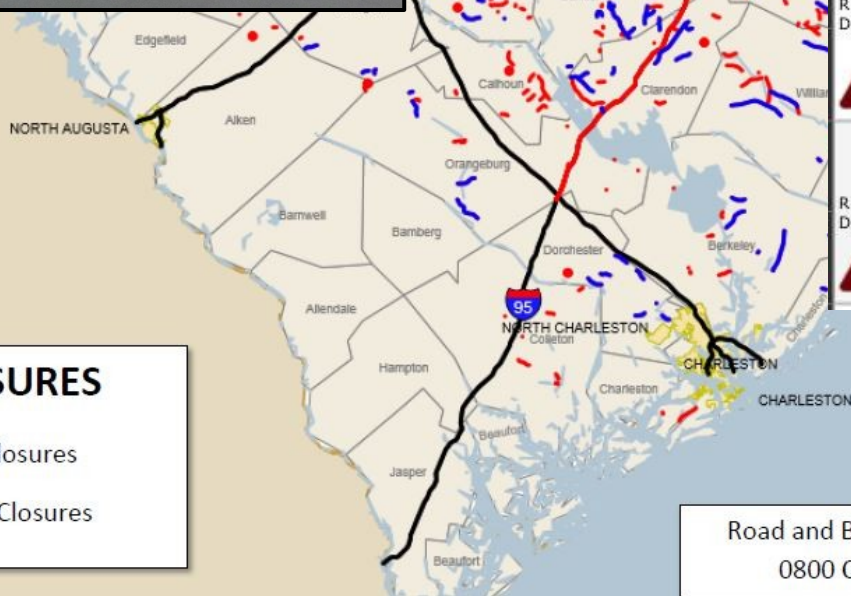 R
D
Edgefield
Calhoun
Clarendon
NORTH AUGUSTA
Aiken
Orangeburg
R
D
Barnwell
Bamberg
Dorchester
Berkeley
Allendale
95
NORTH CHARLESTON
Colleton
Charleston
Hampton
CHARLESTON
Charleston
CHARLESTON
SURES
Beaufort
losures
Jasper
Closures
Road and B
0800
Beaufort